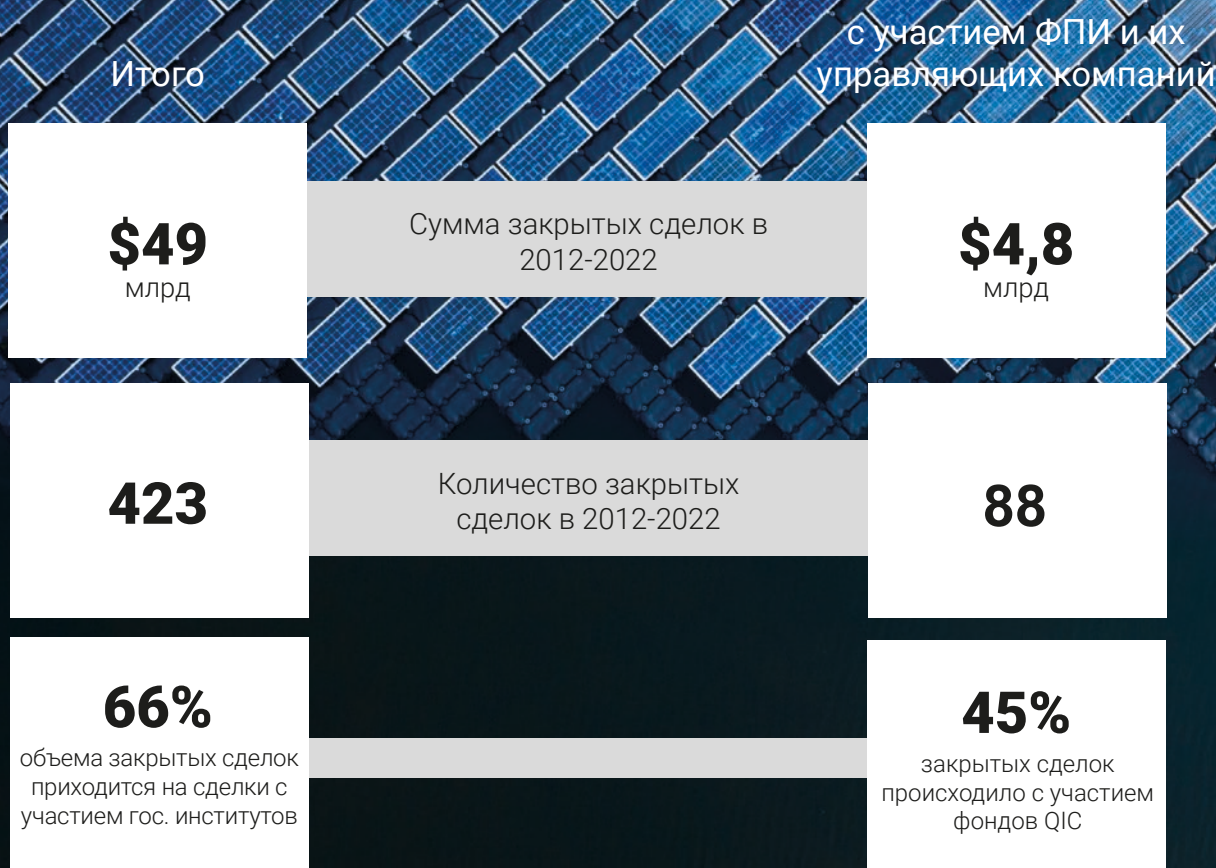 Итого
с участием ФПИ и их
управляющих компаний
$49
млрд
Сумма закрытых сделок в
2012-2022
$4,8
млрд
423
Количество закрытых
сделок в 2012-2022
88
66%
объема закрытых сделок
приходится на сделки с
участием гос. институтов
45%
закрытых сделок
происходило с участием
фондов QIC